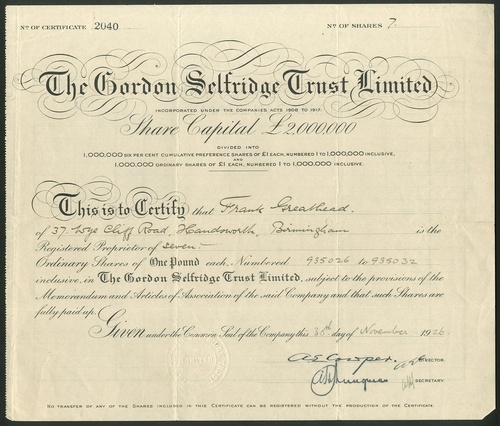 No OF CERTIFICATE 2040
No OF SHARES 7.
The Gordon Selfridge Trust Limited
INCORPORATED UNDER THE COMPANIES ACTS 1908 TO 1917.
Share Capital £2,000,000
DIVIDED INTO
1,000,000 SIX PER CENT CUMULATIVE PREFERENCE SHARES OF £1 EACH, NUMBERED 1 TO 1,000,000 INCLUSIVE,
AND
1,000,000 ORDINARY SHARES OF £1 EACH, NUMBERED 1 TO 1,000,000 INCLUSIVE.
This is to Certify that Frank Greathead.
of 37. Wye Cliff Road, Handsworth, Birmingham is the
Registered Proprietor of seven
Ordinary Shares of One Pound each. Numbered 935026 to 935032
inclusive, in The Gordon Selfridge Trust Limited, subject to the provisions of the
Memorandum and Articles of Association of the said Company and that such Shares are
fully paid up.
Given under the Common Seal of the Company this 30th day of November 1926
DIRECTOR.
SECRETARY.
NO TRANSFER OF ANY OF THE SHARES INCLUDED IN THIS CERTIFICATE CAN BE REGISTERED WITHOUT THE PRODUCTION OF THE CERTIFICATE.